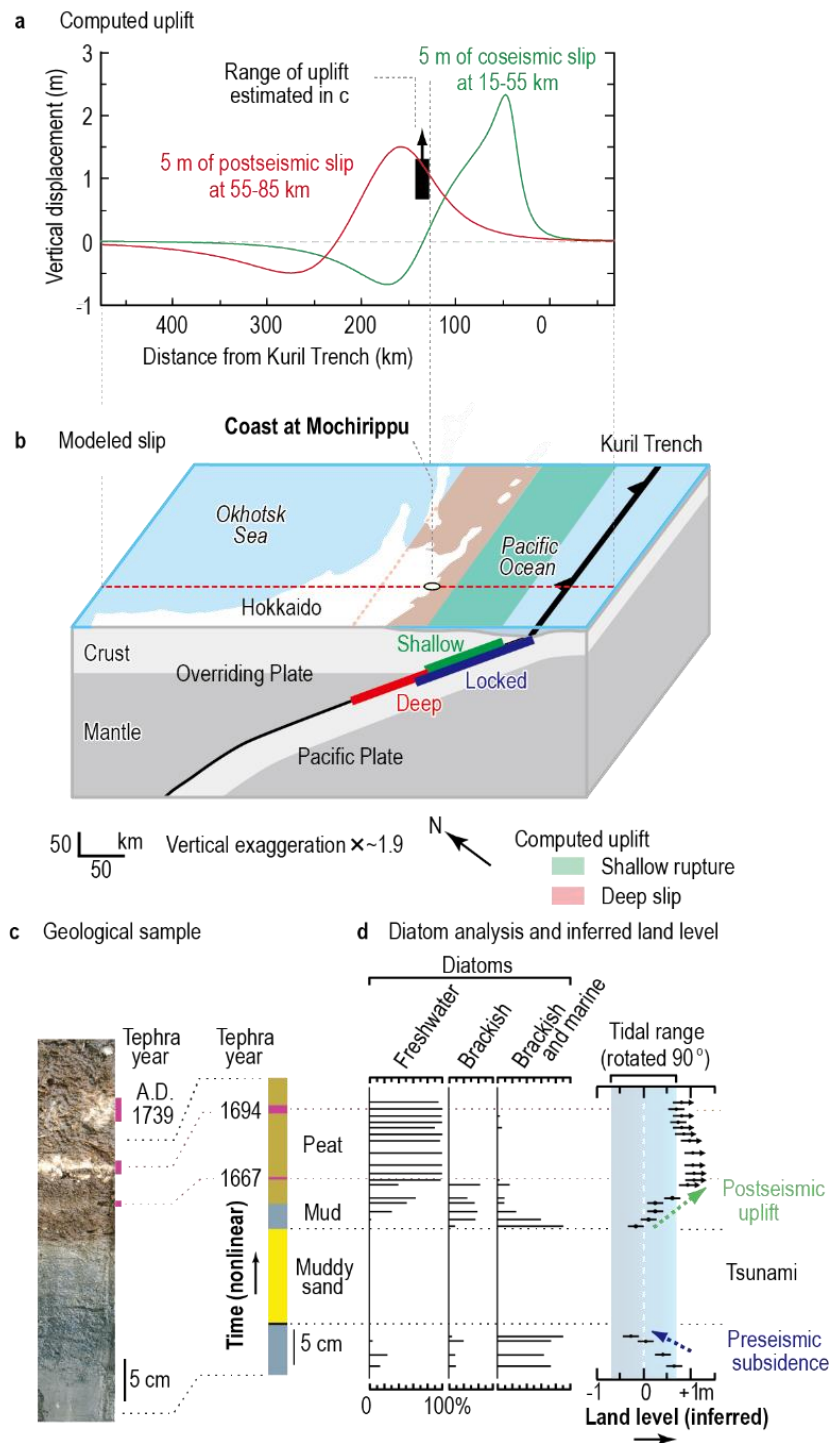 a Computed uplift
3
2
1
0
-1
Vertical displacement (m)
Range of uplift
estimated in c
5 m of coseismic slip
at 15-55 km
5 m of postseismic slip
at 55-85 km
400 300 200 100 0
Distance from Kuril Trench (km)
b Modeled slip
Coast at Mochirippu
Kuril Trench
Okhotsk
Sea
Pacific
Ocean
Hokkaido
Crust
Shallow
Overriding Plate
Locked
Deep
Mantle
Pacific Plate
50 km
50
Vertical exaggeration ×~1.9
N
Computed uplift
Shallow rupture
Deep slip
c Geological sample
Tephra
year
A.D.
1739
Tephra
year
1694
1667
Peat
Mud
Muddy
sand
Time (nonlinear)
5 cm
5 cm
d Diatom analysis and inferred land level
Diatoms
Freshwater
Brackish
Brackish
and marine
Tidal range
(rotated 90°)
Postseismic
uplift
Tsunami
Preseismic
subsidence
0 100%
-1 0 +1m
Land level (inferred)